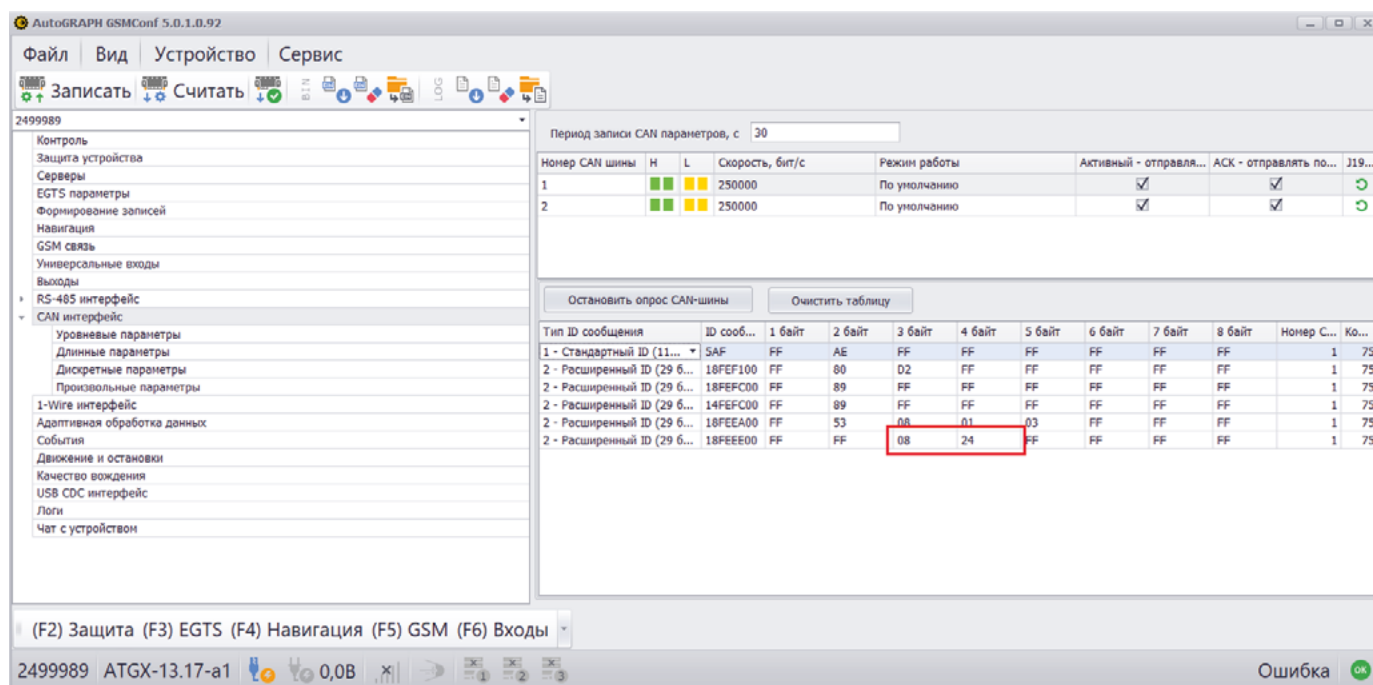 AutoGRAPH GSMConf 5.0.1.0.92
Файл Вид Устройство Сервис
Записать Считать BIN LOG
2499989
Контроль
Защита устройства
Серверы
EGTS параметры
Формирование записей
Навигация
GSM связь
Универсальные входы
Выходы
RS-485 интерфейс
CAN интерфейс
Уровневые параметры
Длинные параметры
Дискретные параметры
Произвольные параметры
1-Wire интерфейс
Адаптивная обработка данных
События
Движение и остановки
Качество вождения
USB CDC интерфейс
Логи
Чат с устройством
Период записи CAN параметров, с 30
Номер CAN шины H L Скорость, бит/с Режим работы Активный - отправля... ACK - отправлять по... J19...
1 250000 По умолчанию
2 250000 По умолчанию
Остановить опрос CAN-шины Очистить таблицу
Тип ID сообщения ID сооб... 1 байт 2 байт 3 байт 4 байт 5 байт 6 байт 7 байт 8 байт Номер C... Ко...
1 - Стандартный ID (11... 5AF FF AE FF FF FF FF FF FF 1 75
2 - Расширенный ID (29 б... 18FEF100 FF 80 D2 FF FF FF FF FF 1 75
2 - Расширенный ID (29 б... 18FEFC00 FF 89 FF FF FF FF FF FF 1 75
2 - Расширенный ID (29 б... 14FEFC00 FF 89 FF FF FF FF FF FF 1 75
2 - Расширенный ID (29 б... 18FEEA00 FF 53 08 01 03 FF FF FF 1 75
2 - Расширенный ID (29 б... 18FEEE00 FF FF 08 24 FF FF FF FF 1 75
(F2) Защита (F3) EGTS (F4) Навигация (F5) GSM (F6) Входы
2499989 ATGX-13.17-a1 0,0В 1 2 3 Ошибка OK